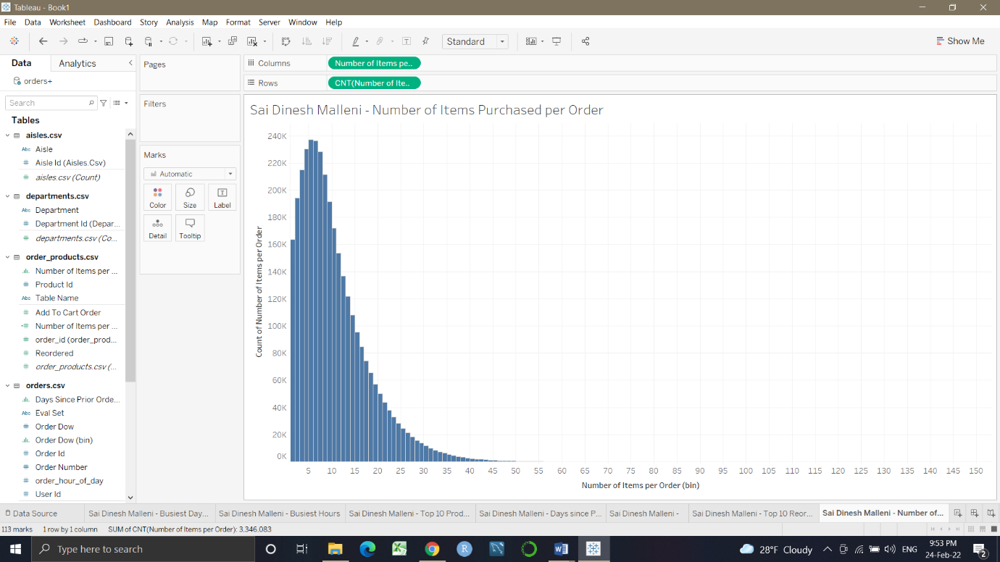 Tableau - Book1
File Data Worksheet Dashboard Story Analysis Map Format Server Window Help
Standard
Show Me
Data Analytics
orders+
Search
Tables
aisles.csv
Abc Aisle
# Aisle Id (Aisles.Csv)
# aisles.csv (Count)
departments.csv
Abc Department
# Department Id (Depar...
# departments.csv (Co...
order_products.csv
Number of Items per ...
# Product Id
Abc Table Name
# Add To Cart Order
# Number of Items per ...
# order_id (order_prod...
# Reordered
# order_products.csv (...
orders.csv
Days Since Prior Orde...
Abc Eval Set
# Order Dow
Order Dow (bin)
# Order Id
# Order Number
# order_hour_of_day
# User Id
Pages
Filters
Marks
Automatic
Color Size Label
Detail Tooltip
Columns Number of Items pe..
Rows CNT(Number of Ite..
Sai Dinesh Malleni - Number of Items Purchased per Order
240K
220K
200K
180K
160K
140K
120K
100K
80K
60K
40K
20K
0K
Count of Number of Items per Order
5 10 15 20 25 30 35 40 45 50 55 60 65 70 75 80 85 90 95 100 105 110 115 120 125 130 135 140 145 150
Number of Items per Order (bin)
Data Source Sai Dinesh Malleni - Busiest Day... Sai Dinesh Malleni - Busiest Hours Sai Dinesh Malleni - Top 10 Prod... Sai Dinesh Malleni - Days since P... Sai Dinesh Malleni - Sai Dinesh Malleni - Top 10 Reor... Sai Dinesh Malleni - Number of...
113 marks 1 row by 1 column SUM of CNT(Number of Items per Order): 3,346,083
Type here to search
R
W
28°F Cloudy
ENG
9:53 PM
24-Feb-22
2